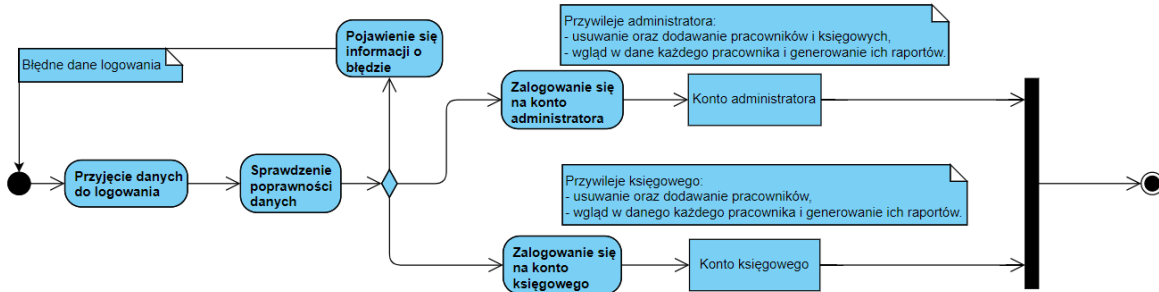 Błędne dane logowania
Pojawienie się
informacji o
błędzie
Przywileje administratora:
- usuwanie oraz dodawanie pracowników i księgowych,
- wgląd w dane każdego pracownika i generowanie ich raportów.
Zalogowanie się
na konto
administratora
Konto administratora
Przyjęcie danych
do logowania
Sprawdzenie
poprawności
danych
Przywileje księgowego:
- usuwanie oraz dodawanie pracowników,
- wgląd w danego każdego pracownika i generowanie ich raportów.
Zalogowanie się
na konto
księgowego
Konto księgowego